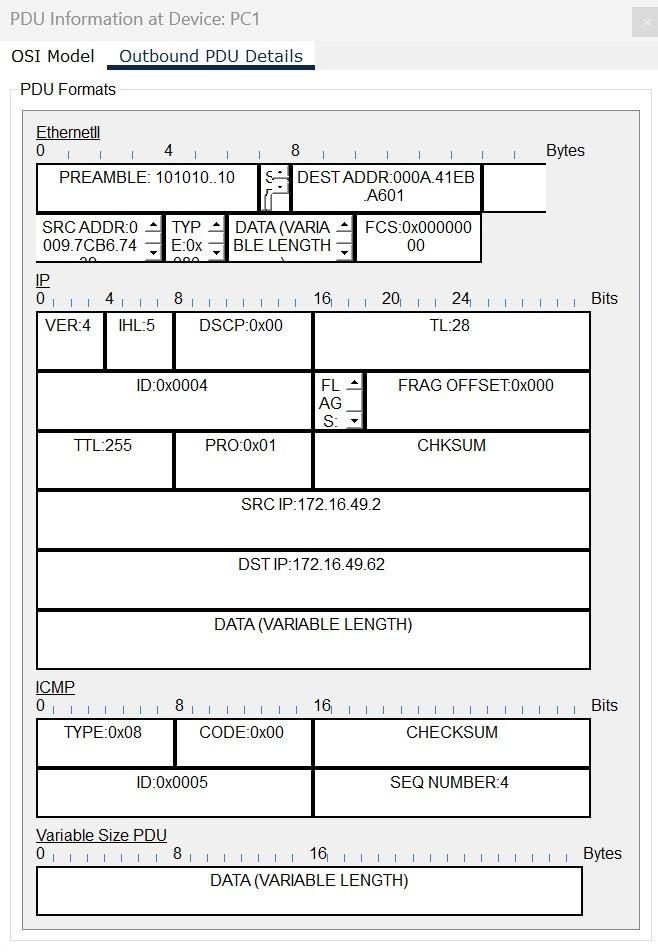 PDU Information at Device: PC1
OSI Model Outbound PDU Details
PDU Formats
EthernetII
0 4 8 Bytes
PREAMBLE: 101010..10
DEST ADDR:000A.41EB
.A601
SRC ADDR:0
009.7CB6.74
TYP
E:0x
DATA (VARIA
BLE LENGTH
)
FCS:0x000000
00
IP
0 4 8 16 20 24 Bits
VER:4 IHL:5 DSCP:0x00 TL:28
ID:0x0004
FL
AG
S:
FRAG OFFSET:0x000
TTL:255 PRO:0x01 CHKSUM
SRC IP:172.16.49.2
DST IP:172.16.49.62
DATA (VARIABLE LENGTH)
ICMP
0 8 16 Bits
TYPE:0x08 CODE:0x00 CHECKSUM
ID:0x0005 SEQ NUMBER:4
Variable Size PDU
0 8 16 Bytes
DATA (VARIABLE LENGTH)